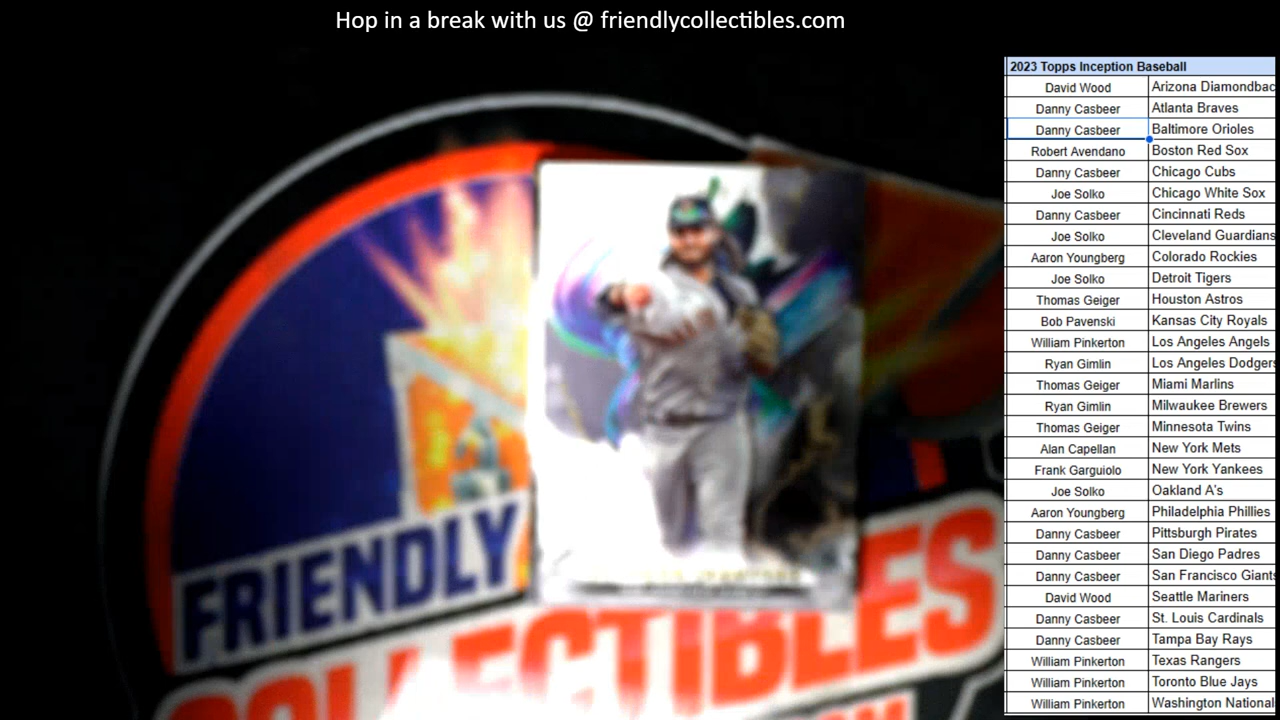 Hop in a break with us @ friendlycollectibles.com
2023 Topps Inception Baseball
David Wood Arizona Diamondbac
Danny Casbeer Atlanta Braves
Danny Casbeer Baltimore Orioles
Robert Avendano Boston Red Sox
Danny Casbeer Chicago Cubs
Joe Solko Chicago White Sox
Danny Casbeer Cincinnati Reds
Joe Solko Cleveland Guardians
Aaron Youngberg Colorado Rockies
Joe Solko Detroit Tigers
Thomas Geiger Houston Astros
Bob Pavenski Kansas City Royals
William Pinkerton Los Angeles Angels
Ryan Gimlin Los Angeles Dodgers
Thomas Geiger Miami Marlins
Ryan Gimlin Milwaukee Brewers
Thomas Geiger Minnesota Twins
Alan Capellan New York Mets
Frank Garguiolo New York Yankees
Joe Solko Oakland A's
Aaron Youngberg Philadelphia Phillies
Danny Casbeer Pittsburgh Pirates
Danny Casbeer San Diego Padres
Danny Casbeer San Francisco Giants
David Wood Seattle Mariners
Danny Casbeer St. Louis Cardinals
Danny Casbeer Tampa Bay Rays
William Pinkerton Texas Rangers
William Pinkerton Toronto Blue Jays
William Pinkerton Washington National
FRIENDLY
COLLECTIBLES